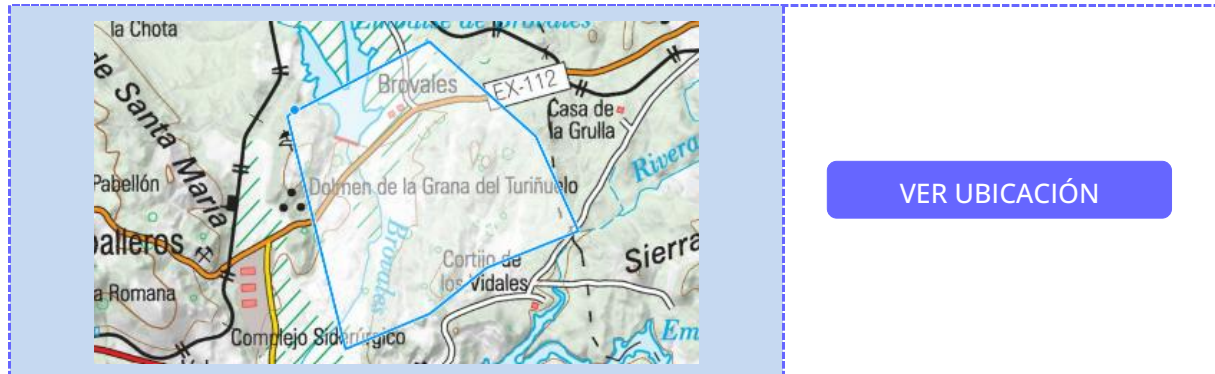 la Chota
Embalse de Brovales
de Santa María
Brovales
EX-112
Casa de
la Grulla
Rivera
Pabellón
Dolmen de la Grana del Turiñuelo
Brovales
balleros
Sierra
Cortijo de
los Vidales
a Romana
Complejo Siderúrgico
Em
VER UBICACIÓN